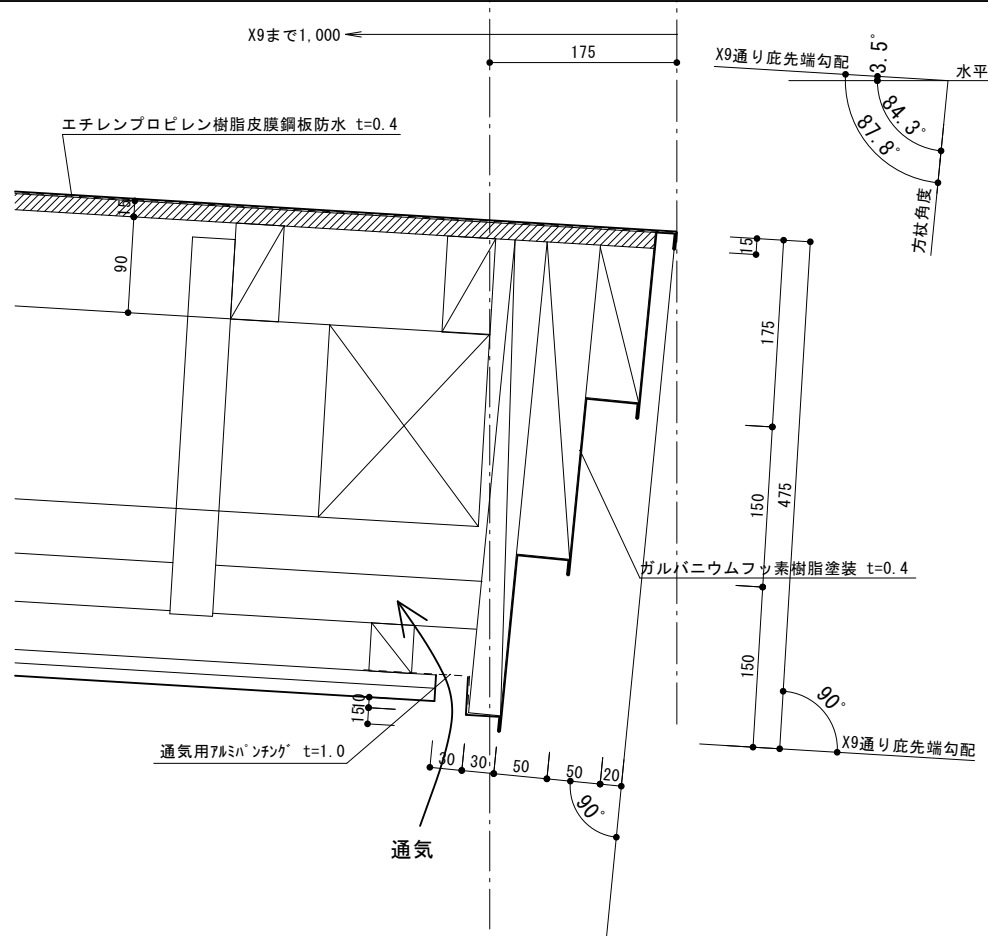 X9まで1,000
175
X9通り庇先端勾配
3.5°
水平
84.3°
87.8°
方杖角度
エチレンプロピレン樹脂皮膜鋼板防水 t=0.4
15
90
15
175
150
475
150
ガルバニウムフッ素樹脂塗装 t=0.4
90°
X9通り庇先端勾配
10
15
通気用ｱﾙﾐﾊﾟﾝﾁﾝｸﾞ t=1.0
30
30
50
50
20
90°
通気